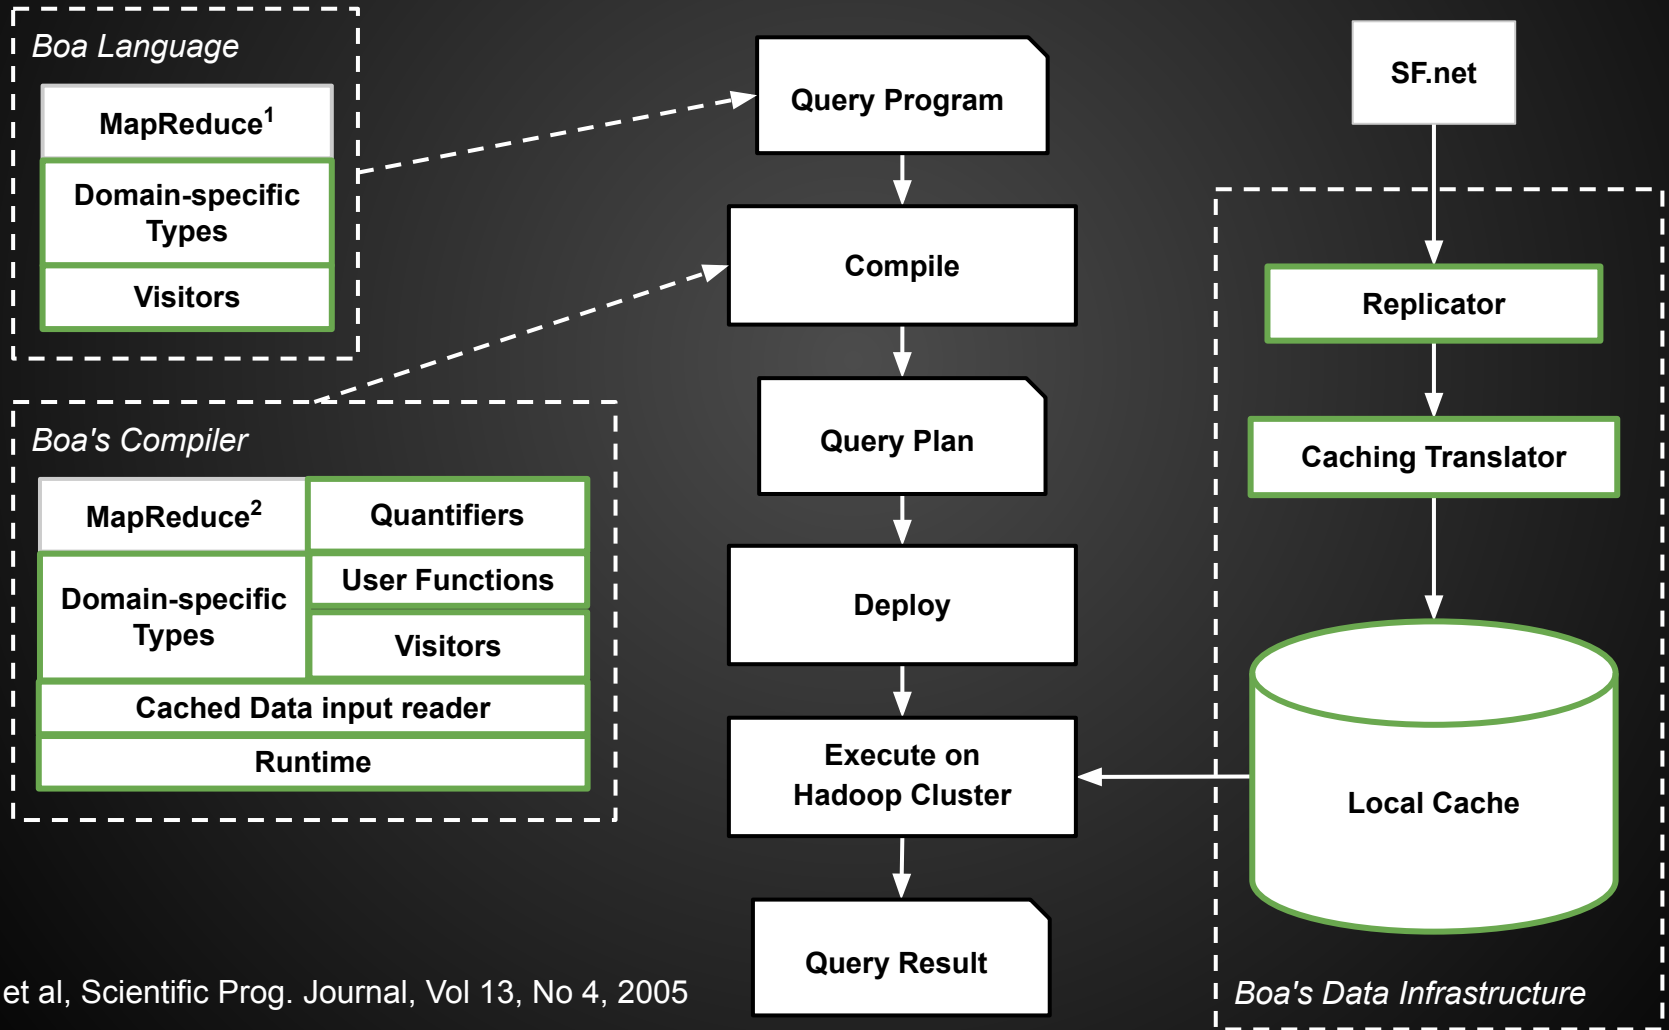 Boa Language
MapReduce1
Domain-specific
Types
Visitors
Boa's Compiler
MapReduce2
Quantifiers
Domain-specific
Types
User Functions
Visitors
Cached Data input reader
Runtime
Query Program
Compile
Query Plan
Deploy
Execute on
Hadoop Cluster
Query Result
SF.net
Replicator
Caching Translator
Local Cache
Boa's Data Infrastructure
et al, Scientific Prog. Journal, Vol 13, No 4, 2005